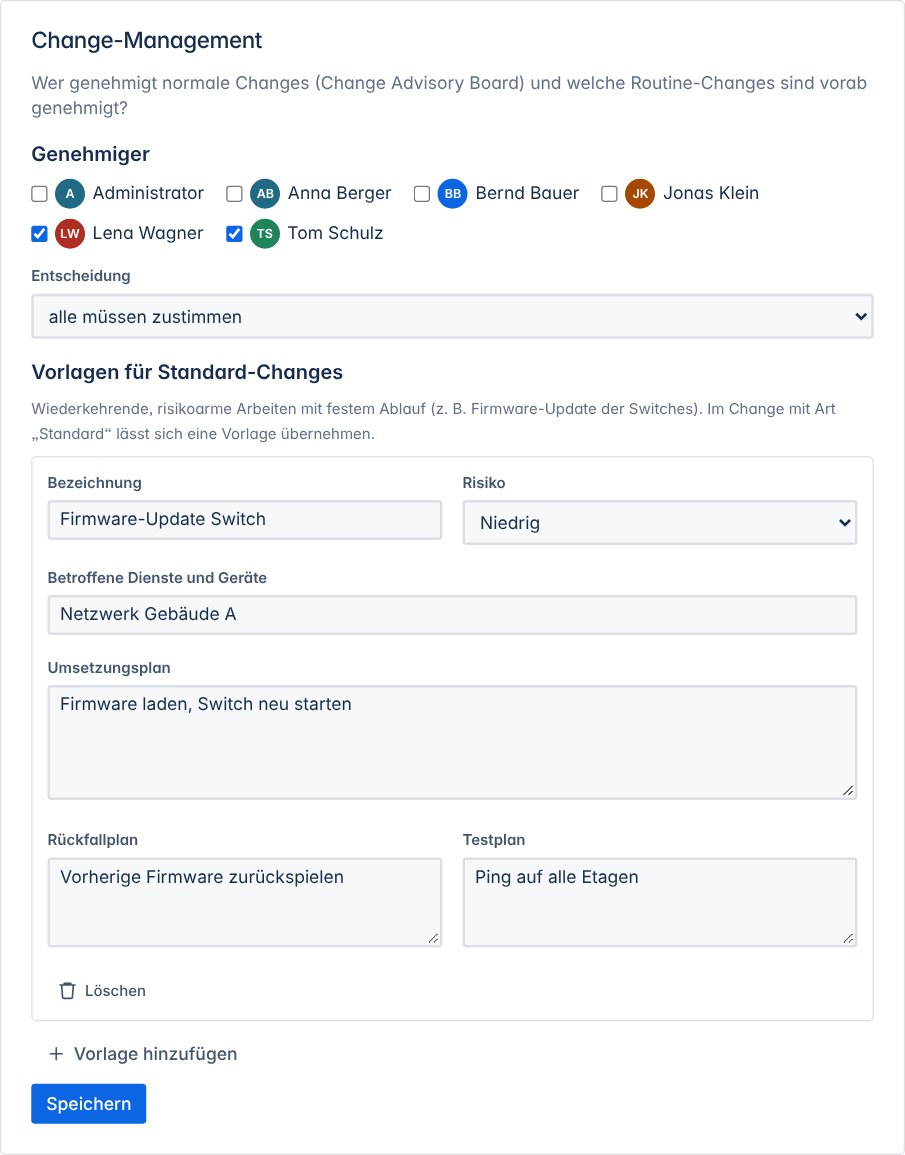 Change-Management
Wer genehmigt normale Changes (Change Advisory Board) und welche Routine-Changes sind vorab
genehmigt?
Genehmiger
A Administrator AB Anna Berger BB Bernd Bauer JK Jonas Klein
LW Lena Wagner TS Tom Schulz
Entscheidung
alle müssen zustimmen
Vorlagen für Standard-Changes
Wiederkehrende, risikoarme Arbeiten mit festem Ablauf (z. B. Firmware-Update der Switches). Im Change mit Art
„Standard“ lässt sich eine Vorlage übernehmen.
Bezeichnung Risiko
Firmware-Update Switch Niedrig
Betroffene Dienste und Geräte
Netzwerk Gebäude A
Umsetzungsplan
Firmware laden, Switch neu starten
Rückfallplan Testplan
Vorherige Firmware zurückspielen Ping auf alle Etagen
Löschen
+ Vorlage hinzufügen
Speichern